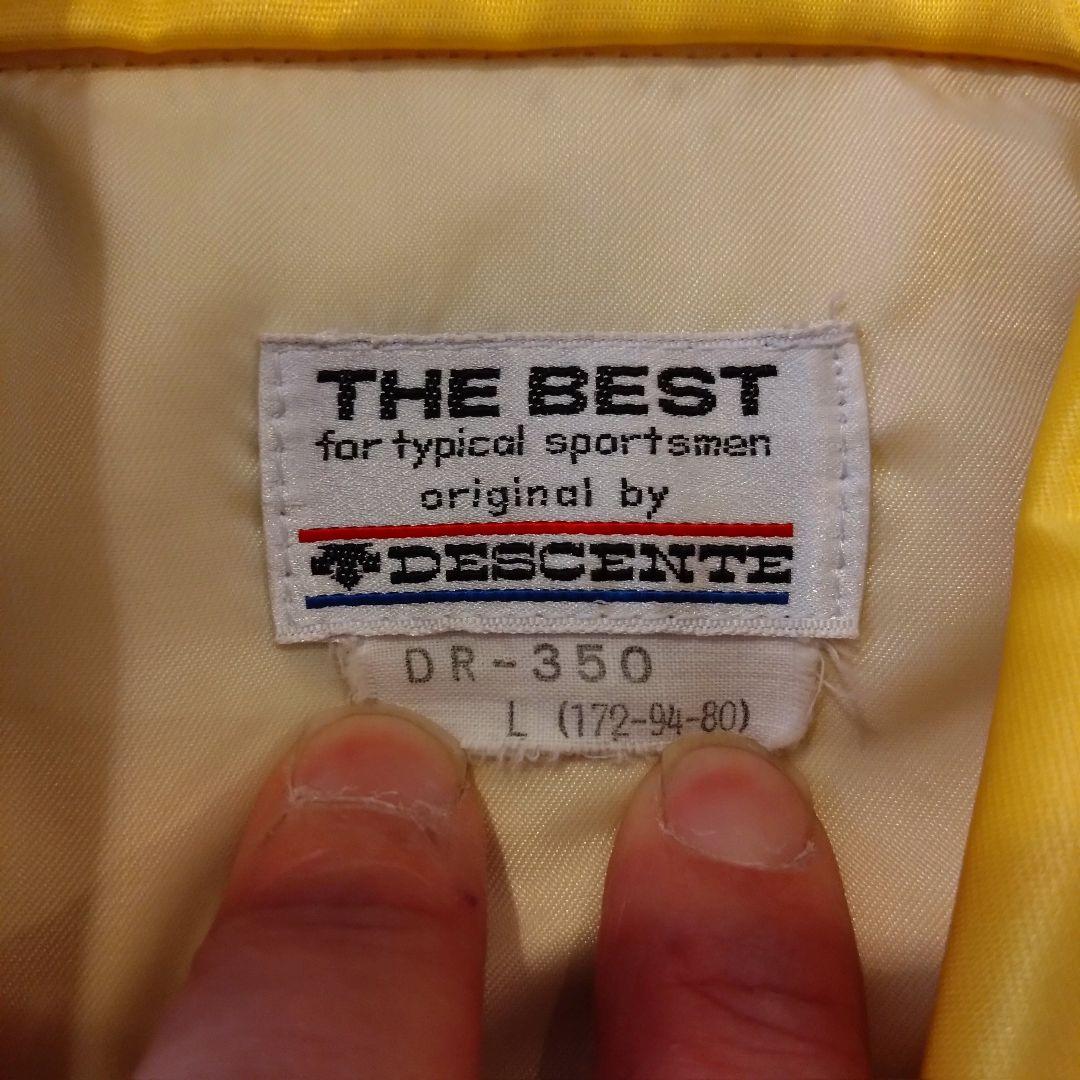 THE BEST
for typical sportsmen
original by
DESCENTE
DR-350
L (172-94-80)